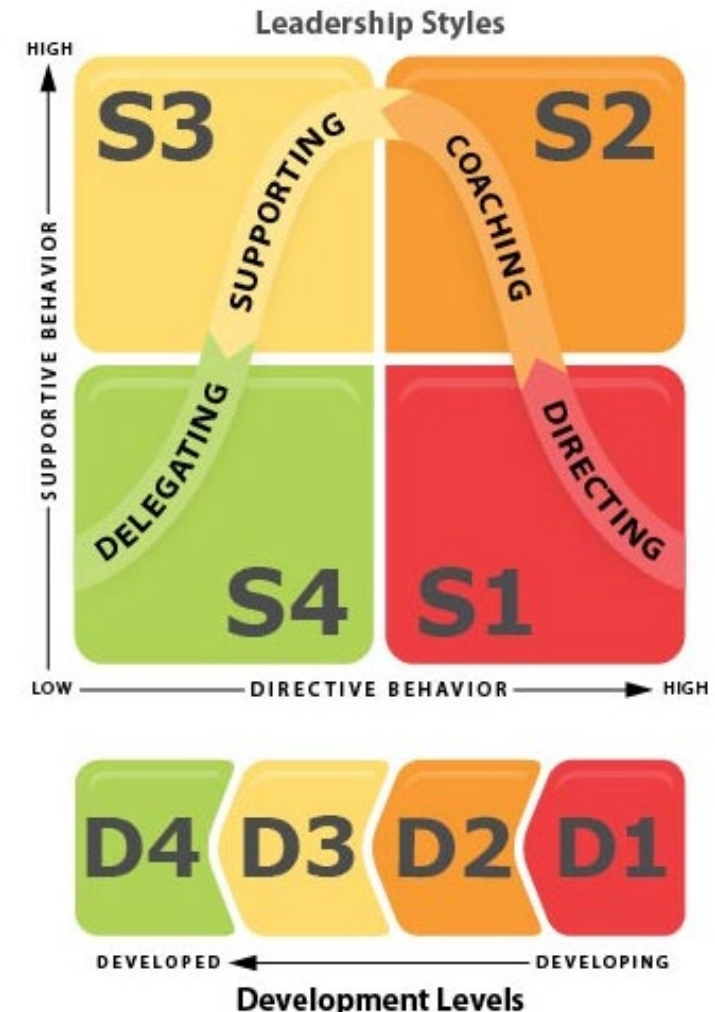 Leadership Styles
HIGH
S3
S2
SUPPORTING
COACHING
SUPPORTIVE BEHAVIOR
DELEGATING
DIRECTING
S4
S1
LOW
DIRECTIVE BEHAVIOR
HIGH
D4
D3
D2
D1
DEVELOPED
DEVELOPING
Development Levels